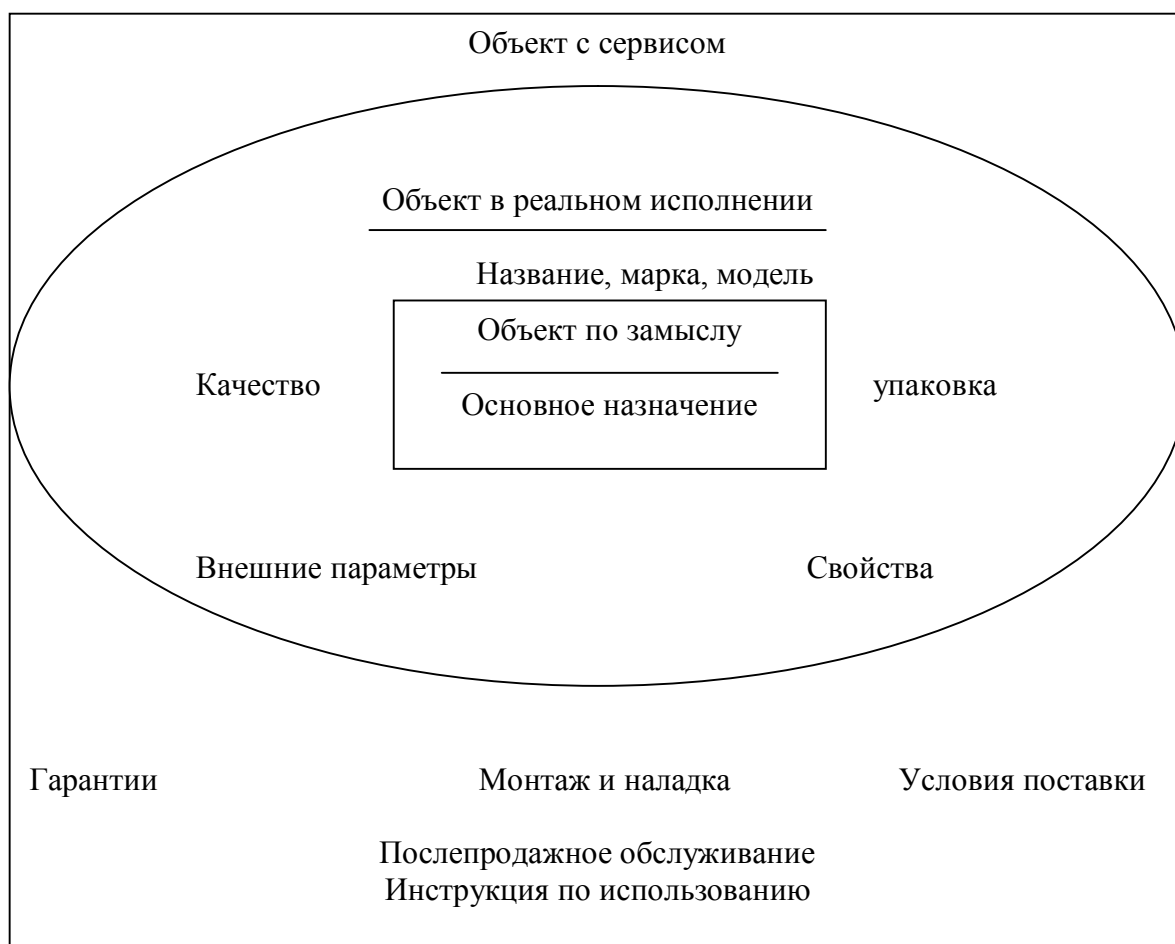 Объект с сервисом
Объект в реальном исполнении
Название, марка, модель
Объект по замыслу
Качество
упаковка
Основное назначение
Внешние параметры
Свойства
Гарантии
Монтаж и наладка
Условия поставки
Послепродажное обслуживание
Инструкция по использованию